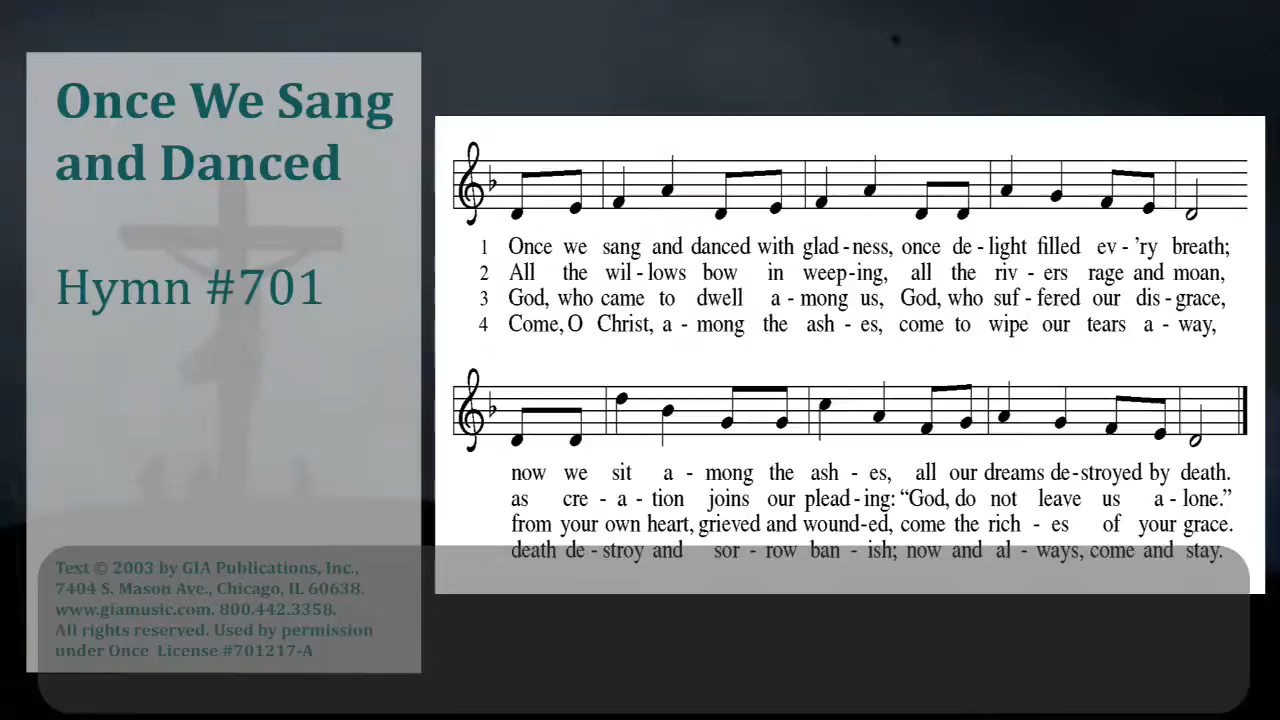 Once We Sang
and Danced
Hymn #701
1 Once we sang and danced with glad - ness, once de - light filled ev - ’ry breath;
2 All the wil - lows bow in weep - ing, all the riv - ers rage and moan,
3 God, who came to dwell a - mong us, God, who suf - fered our dis - grace,
4 Come, O Christ, a - mong the ash - es, come to wipe our tears a - way,
now we sit a - mong the ash - es, all our dreams de - stroyed by death.
as cre - a - tion joins our plead - ing: “God, do not leave us a - lone.”
from your own heart, grieved and wound - ed, come the rich - es of your grace.
death de - stroy and sor - row ban - ish; now and al - ways, come and stay.
Text © 2003 by GIA Publications, Inc.,
7404 S. Mason Ave., Chicago, IL 60638.
www.giamusic.com. 800.442.3358.
All rights reserved. Used by permission
under Once License #701217-A